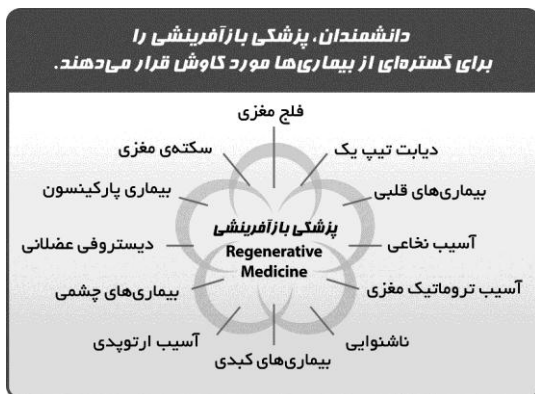 دانشمندان، پزشکی بازآفرینشی را
برای گستره‌ای از بیماری‌ها مورد کاوش قرار می‌دهند.
فلج مغزی
دیابت تیپ یک
سکته‌ی مغزی
بیماری‌های قلبی
بیماری پارکینسون
پزشکی بازآفرینشی
Regenerative
Medicine
آسیب نخاعی
دیستروفی عضلانی
آسیب تروماتیک مغزی
بیماری‌های چشمی
ناشنوایی
آسیب ارتوپدی
بیماری‌های کبدی